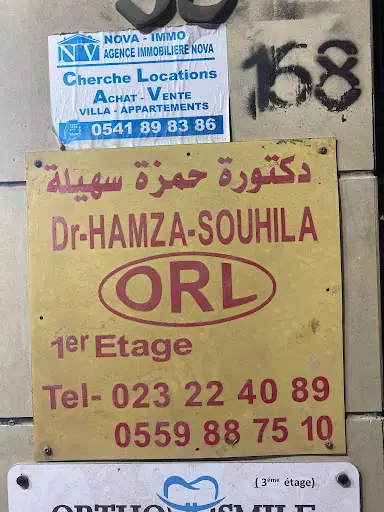 NOVA - IMMO
AGENCE IMMOBILIERE NOVA
Cherche Locations
Achat - Vente
VILLA - APPARTEMENTS
0541 89 83 86
168
دكتورة حمزة سهيلة
Dr-HAMZA-SOUHILA
ORL
1er Etage
Tel- 023 22 40 89
0559 88 75 10
( 3ème étage)